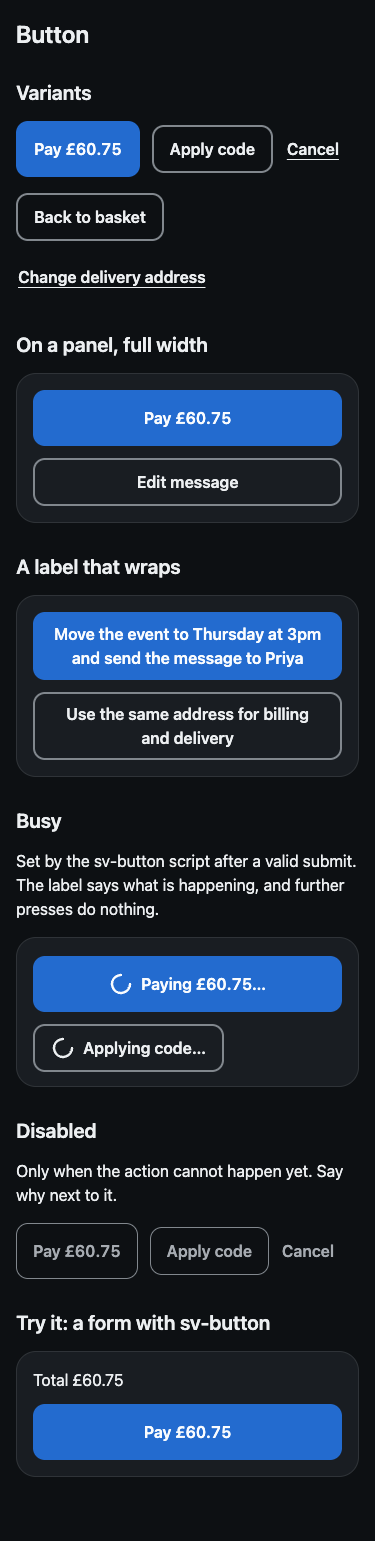 Button
Variants
Pay £60.75
Apply code
Cancel
Back to basket
Change delivery address
On a panel, full width
Pay £60.75
Edit message
A label that wraps
Move the event to Thursday at 3pm
and send the message to Priya
Use the same address for billing
and delivery
Busy
Set by the sv-button script after a valid submit.
The label says what is happening, and further
presses do nothing.
Paying £60.75...
Applying code...
Disabled
Only when the action cannot happen yet. Say
why next to it.
Pay £60.75
Apply code
Cancel
Try it: a form with sv-button
Total £60.75
Pay £60.75